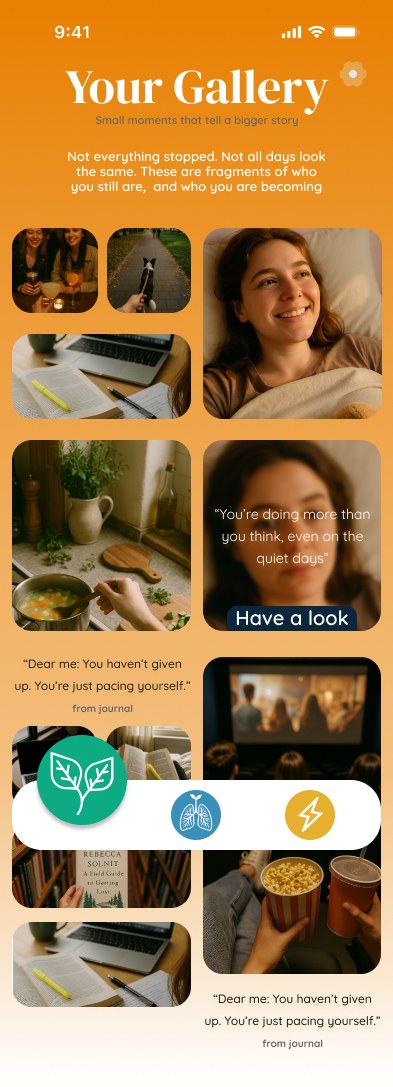 9:41
Your Gallery
Small moments that tell a bigger story
Not everything stopped. Not all days look
the same. These are fragments of who
you still are, and who you are becoming
“You’re doing more than
you think, even on the
quiet days”
Have a look
“Dear me: You haven’t given
up. You’re just pacing yourself.”
from journal
REBECCA
SOLNIT
A Field Guide
to Getting
Lost
“Dear me: You haven’t given
up. You’re just pacing yourself.”
from journal